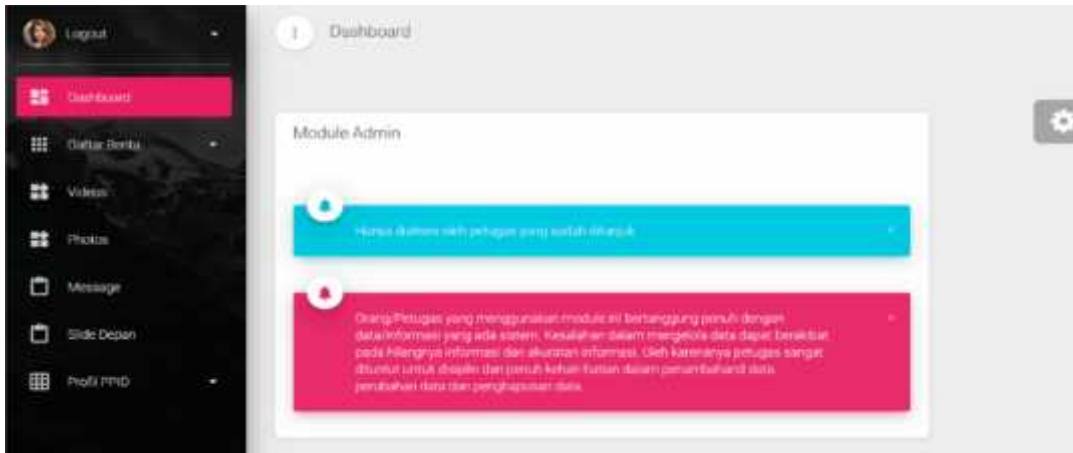 Logout
Dashboard
Daftar Berita
Videos
Photos
Message
Slide Depan
Profil PPID
Dashboard
Module Admin
Hanya diakses oleh petugas yang sudah ditunjuk
Orang/Petugas yang menggunakan module ini bertanggung penuh dengan
data/informasi yang ada sistem. Kesalahan dalam mengelola data dapat berakibat
pada hilangnya informasi dan akuratan informasi. Oleh karenanya petugas sangat
dituntut untuk disiplin dan penuh kehati hatian dalam penambahand data
perubahan data dan penghapusan data.